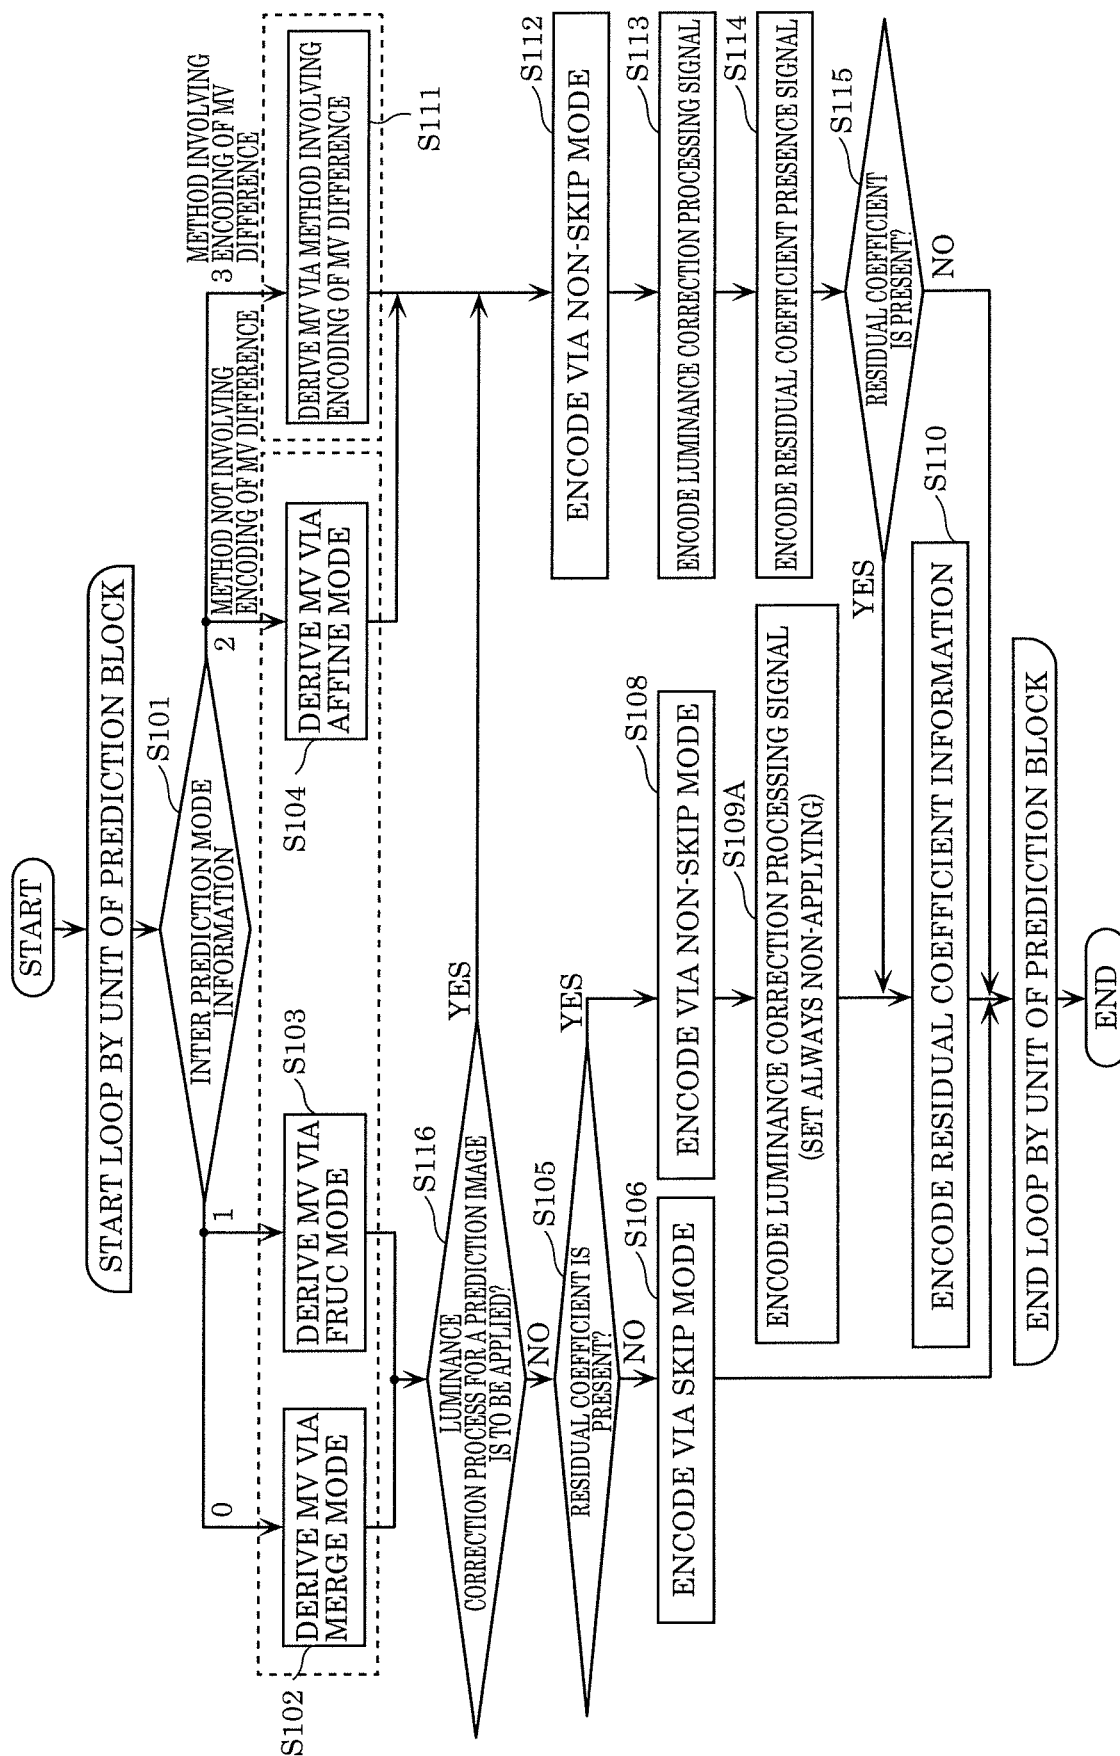 START
START LOOP BY UNIT OF PREDICTION BLOCK
S101
INTER PREDICTION MODE
INFORMATION
0
1
2
3
METHOD NOT INVOLVING
ENCODING OF MV DIFFERENCE
METHOD INVOLVING
ENCODING OF MV
DIFFERENCE
S102
DERIVE MV VIA
MERGE MODE
S103
DERIVE MV VIA
FRUC MODE
S104
DERIVE MV VIA
AFFINE MODE
DERIVE MV VIA METHOD INVOLVING
ENCODING OF MV DIFFERENCE
S111
S116
LUMINANCE
CORRECTION PROCESS FOR A PREDICTION IMAGE
IS TO BE APPLIED?
YES
NO
S105
RESIDUAL COEFFICIENT IS
PRESENT?
YES
NO
S106
ENCODE VIA SKIP MODE
S108
ENCODE VIA NON-SKIP MODE
S109A
ENCODE LUMINANCE CORRECTION PROCESSING SIGNAL
(SET ALWAYS NON-APPLYING)
S112
ENCODE VIA NON-SKIP MODE
S113
ENCODE LUMINANCE CORRECTION PROCESSING SIGNAL
S114
ENCODE RESIDUAL COEFFICIENT PRESENCE SIGNAL
S115
RESIDUAL COEFFICIENT
IS PRESENT?
YES
NO
S110
ENCODE RESIDUAL COEFFICIENT INFORMATION
END LOOP BY UNIT OF PREDICTION BLOCK
END